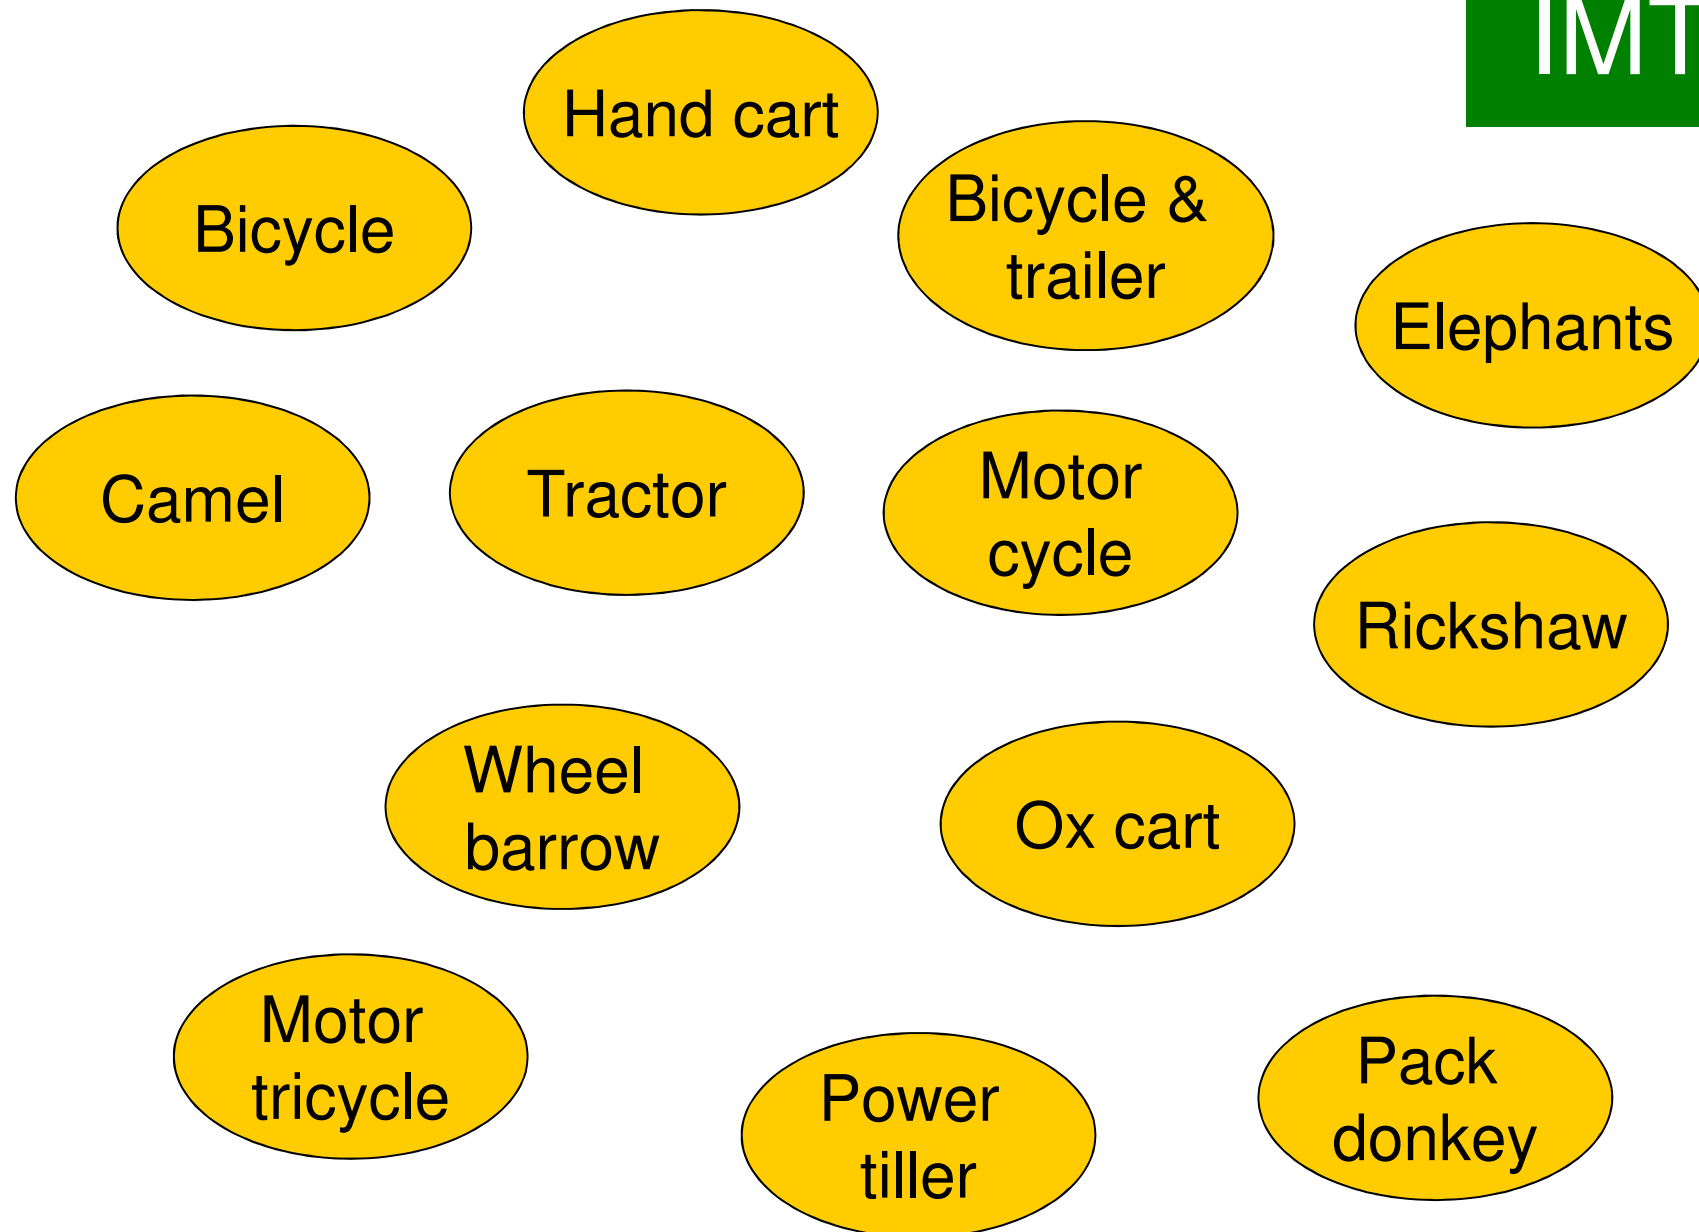 IMT
Hand cart
Bicycle
Bicycle &
trailer
Elephants
Camel
Tractor
Motor
cycle
Rickshaw
Wheel
barrow
Ox cart
Motor
tricycle
Power
tiller
Pack
donkey